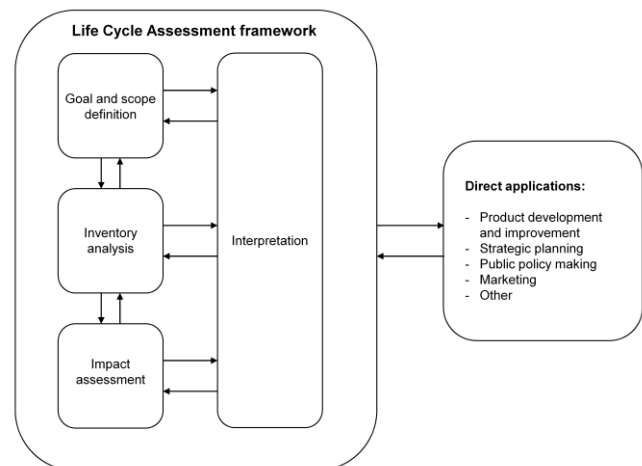 Life Cycle Assessment framework
Goal and scope
definition
Inventory
analysis
Interpretation
Impact
assessment
Direct applications:
- Product development
and improvement
- Strategic planning
- Public policy making
- Marketing
- Other